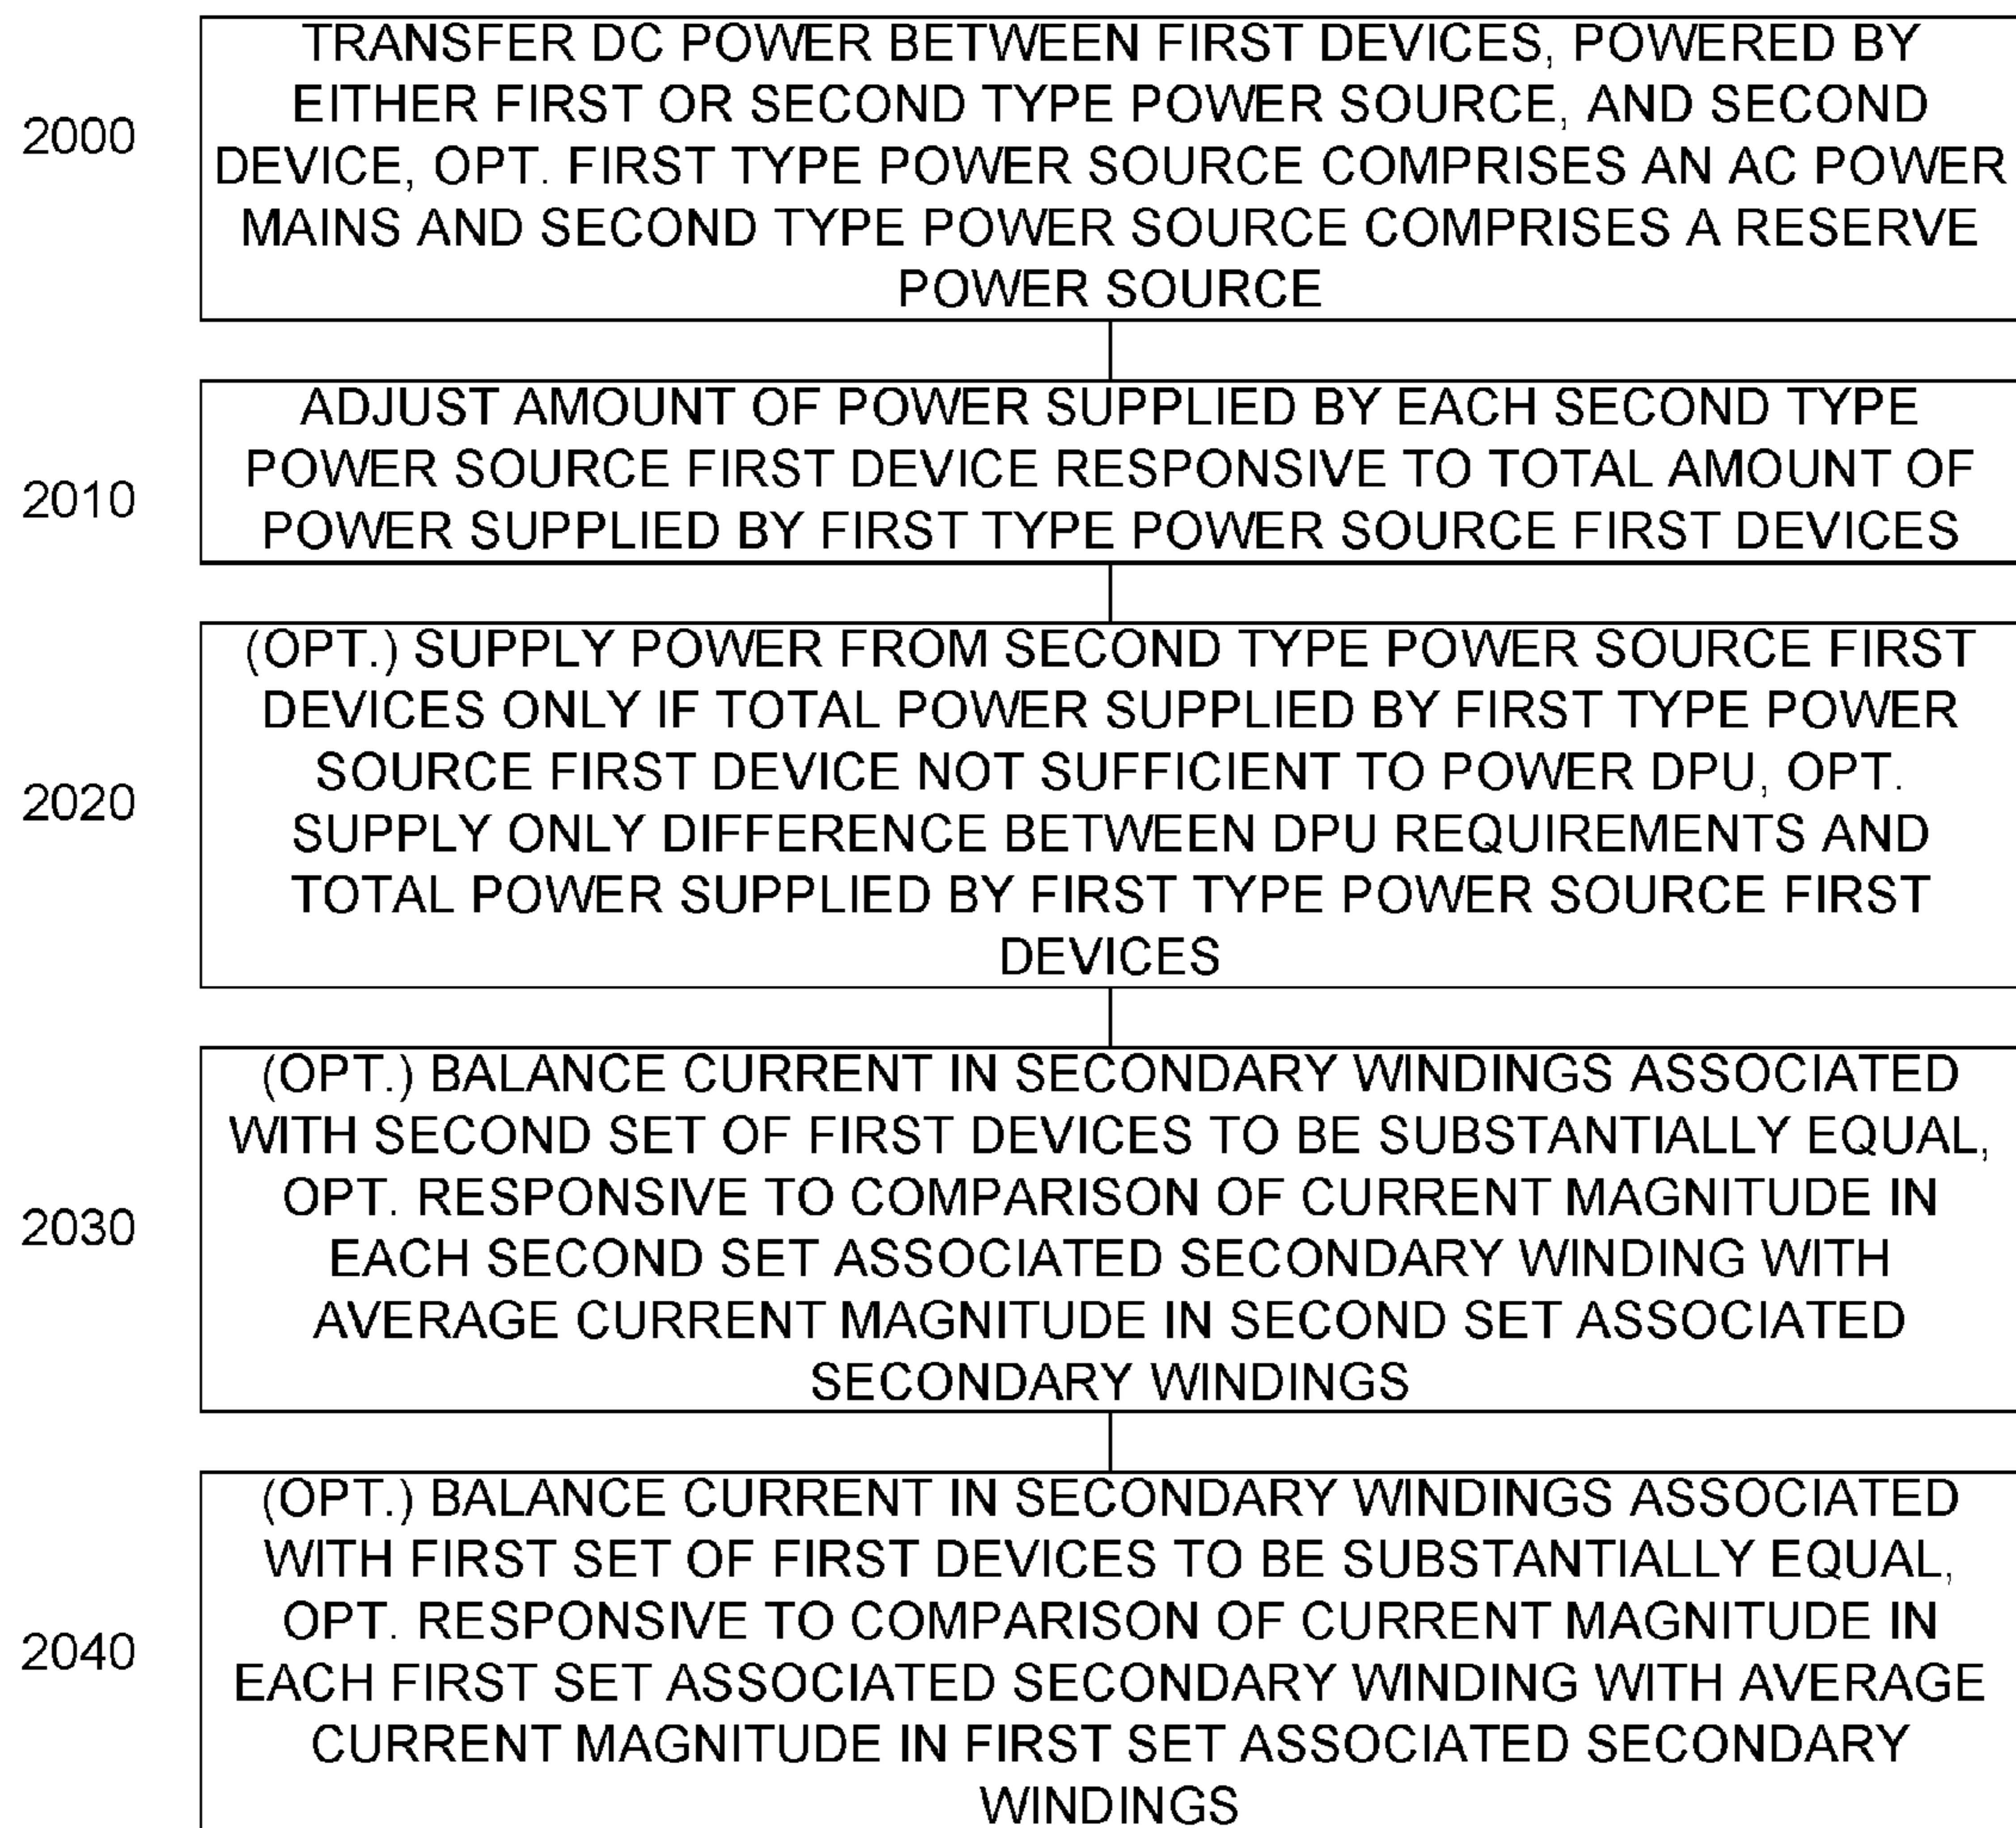 TRANSFER DC POWER BETWEEN FIRST DEVICES, POWERED BY
EITHER FIRST OR SECOND TYPE POWER SOURCE, AND SECOND
2000
DEVICE, OPT. FIRST TYPE POWER SOURCE COMPRISES AN AC POWER
MAINS AND SECOND TYPE POWER SOURCE COMPRISES A RESERVE
POWER SOURCE
ADJUST AMOUNT OF POWER SUPPLIED BY EACH SECOND TYPE
2010
POWER SOURCE FIRST DEVICE RESPONSIVE TO TOTAL AMOUNT OF
POWER SUPPLIED BY FIRST TYPE POWER SOURCE FIRST DEVICES
(OPT.) SUPPLY POWER FROM SECOND TYPE POWER SOURCE FIRST
DEVICES ONLY IF TOTAL POWER SUPPLIED BY FIRST TYPE POWER
SOURCE FIRST DEVICE NOT SUFFICIENT TO POWER DPU, OPT.
2020
SUPPLY ONLY DIFFERENCE BETWEEN DPU REQUIREMENTS AND
TOTAL POWER SUPPLIED BY FIRST TYPE POWER SOURCE FIRST
DEVICES
(OPT.) BALANCE CURRENT IN SECONDARY WINDINGS ASSOCIATED
WITH SECOND SET OF FIRST DEVICES TO BE SUBSTANTIALLY EQUAL,
OPT. RESPONSIVE TO COMPARISON OF CURRENT MAGNITUDE IN
2030
EACH SECOND SET ASSOCIATED SECONDARY WINDING WITH
AVERAGE CURRENT MAGNITUDE IN SECOND SET ASSOCIATED
SECONDARY WINDINGS
(OPT.) BALANCE CURRENT IN SECONDARY WINDINGS ASSOCIATED
WITH FIRST SET OF FIRST DEVICES TO BE SUBSTANTIALLY EQUAL,
OPT. RESPONSIVE TO COMPARISON OF CURRENT MAGNITUDE IN
2040
EACH FIRST SET ASSOCIATED SECONDARY WINDING WITH AVERAGE
CURRENT MAGNITUDE IN FIRST SET ASSOCIATED SECONDARY
WINDINGS